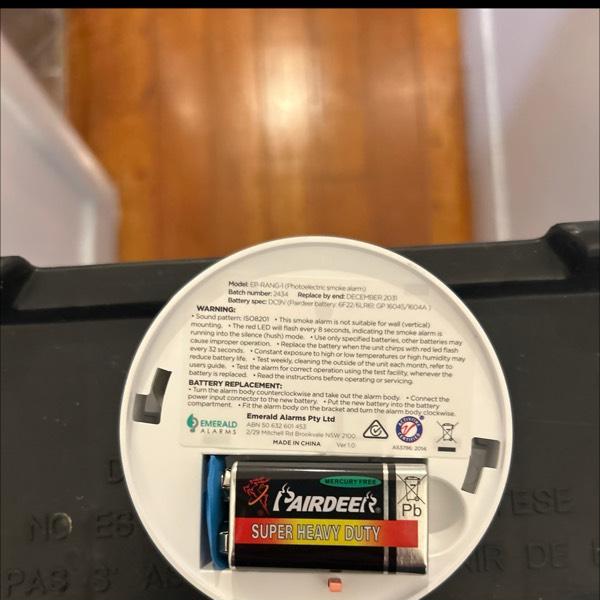 Model: EP-RANG-1 (Photoelectric smoke alarm)
Batch number: 2434 Replace by end: DECEMBER 2031
Battery spec: DC9V (Pairdeer battery: 6F22/6LR61; GP 1604S/1604A )
WARNING:
• Sound pattern: ISO8201 • This smoke alarm is not suitable for wall (vertical)
mounting. • The red LED will flash every 8 seconds, indicating the smoke alarm is
running into the silence (hush) mode. • Use only specified batteries, other batteries may
cause improper operation. • Replace the battery when the unit chirps with red led flash
every 32 seconds. • Constant exposure to high or low temperatures or high humidity may
reduce battery life. • Test weekly, cleaning the outside of the unit each month, refer to
users guide. • Test the alarm for correct operation using the test facility, whenever the
battery is replaced. • Read the instructions before operating or servicing.
BATTERY REPLACEMENT:
• Turn the alarm body counterclockwise and take out the alarm body. • Connect the
power input connector to the new battery. • Put the new battery into the battery
compartment. • Fit the alarm body on the bracket and turn the alarm body clockwise.
EMERALD
ALARMS
Emerald Alarms Pty Ltd
ABN 50 632 601 453
2/29 Mitchell Rd Brookvale NSW 2100
MADE IN CHINA Ver 1.0
AS3786: 2014
MERCURY FREE
PAIRDEER
SUPER HEAVY DUTY
Pb
NO ES
PAS S' A
TESE
NIR DE